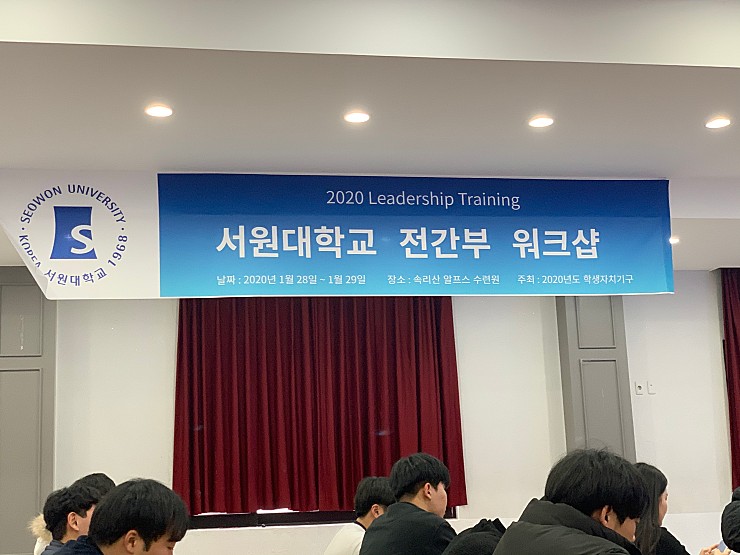 SEOWON UNIVERSITY
S
KOREA 서원대학교 1968
2020 Leadership Training
서원대학교 전간부 워크샵
날짜 : 2020년 1월 28일 ~ 1월 29일 장소 : 속리산 알프스 수련원 주최 : 2020년도 학생자치기구